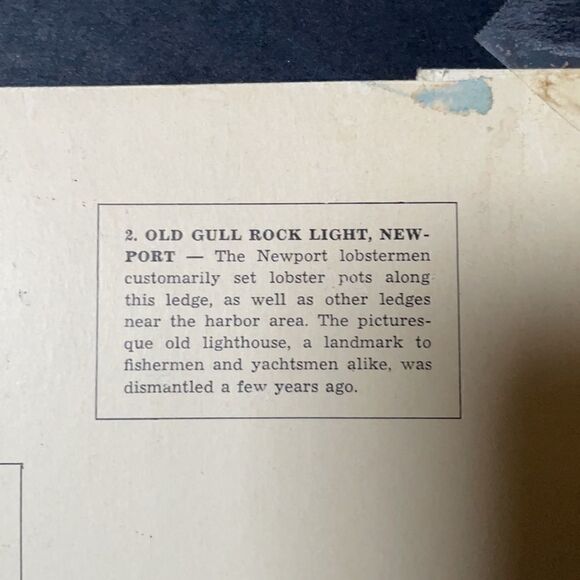 2. OLD GULL ROCK LIGHT, NEW-
PORT — The Newport lobstermen
customarily set lobster pots along
this ledge, as well as other ledges
near the harbor area. The pictures-
que old lighthouse, a landmark to
fishermen and yachtsmen alike, was
dismantled a few years ago.